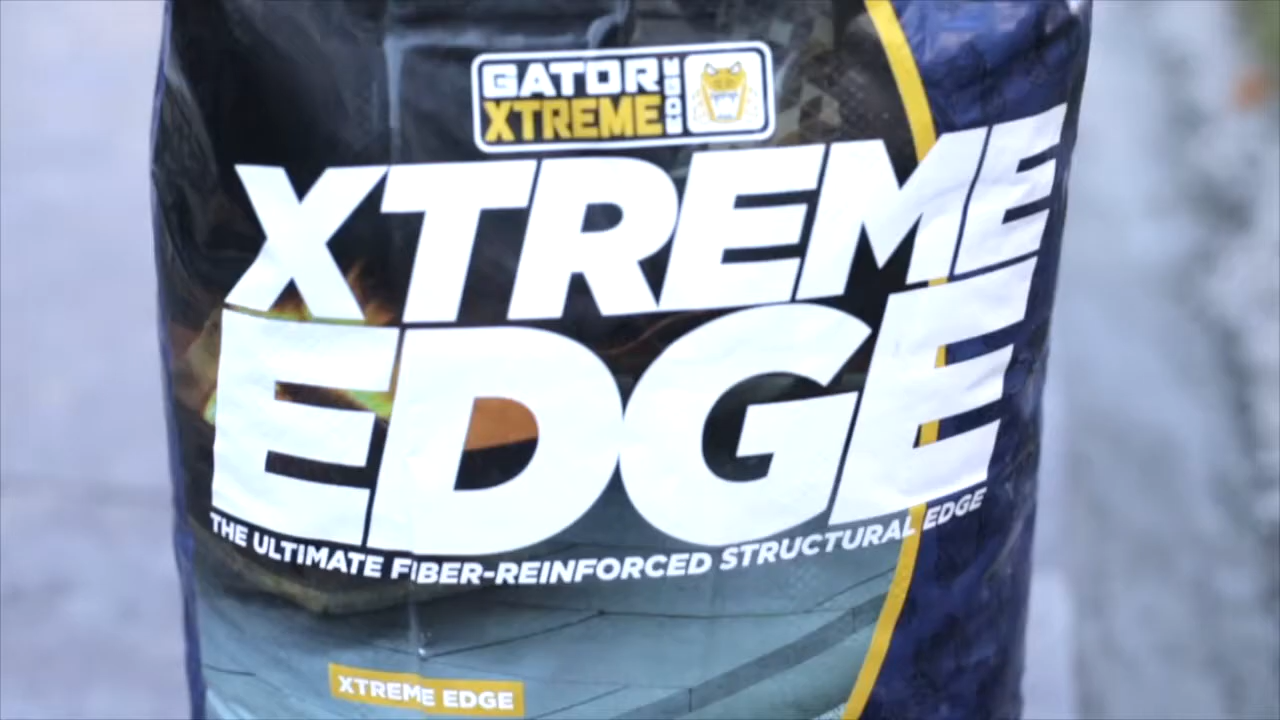 GATOR
XTREME
EDGE
XTREME
EDGE
THE ULTIMATE FIBER-REINFORCED STRUCTURAL EDGE
XTREME EDGE